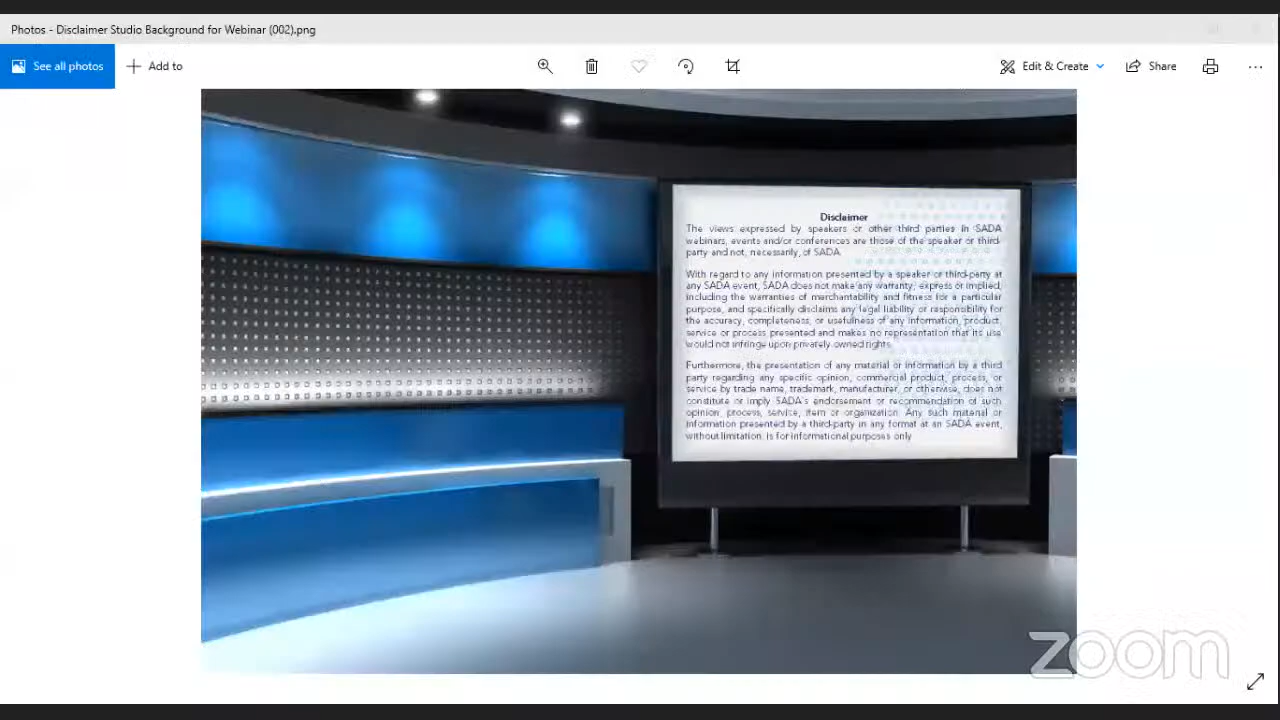 Photos - Disclaimer Studio Background for Webinar (002).png
See all photos
Add to
Edit & Create
Share
Disclaimer
The views expressed by speakers or other third parties in SADA
webinars, events and/or conferences are those of the speaker or third-
party and not, necessarily, of SADA.
With regard to any information presented by a speaker or third-party at
any SADA event, SADA does not make any warranty, express or implied,
including the warranties of merchantability and fitness for a particular
purpose, and specifically disclaims any legal liability or responsibility for
the accuracy, completeness, or usefulness of any information, product,
service or process presented and makes no representation that its use
would not infringe upon privately owned rights.
Furthermore, the presentation of any material or information by a third
party regarding any specific opinion, commercial product, process, or
service by trade name, trademark, manufacturer, or otherwise, does not
constitute or imply SADA's endorsement or recommendation of such
opinion, process, service, item or organization. Any such material or
information presented by a third-party in any format at an SADA event,
without limitation, is for informational purposes only
zoom